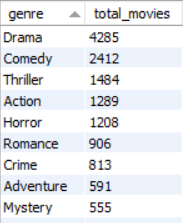 genre total_movies
Drama 4285
Comedy 2412
Thriller 1484
Action 1289
Horror 1208
Romance 906
Crime 813
Adventure 591
Mystery 555